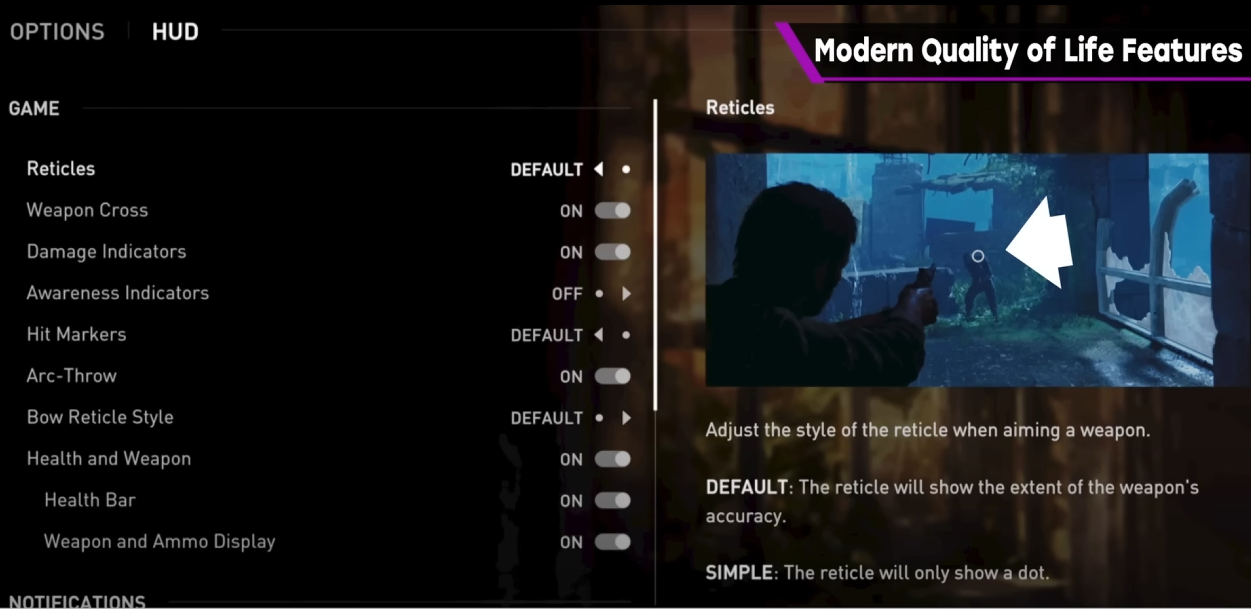 OPTIONS HUD
Modern Quality of Life Features
GAME
Reticles DEFAULT
Weapon Cross ON
Damage Indicators ON
Awareness Indicators OFF
Hit Markers DEFAULT
Arc-Throw ON
Bow Reticle Style DEFAULT
Health and Weapon ON
Health Bar ON
Weapon and Ammo Display ON
NOTIFICATIONS
Reticles
Adjust the style of the reticle when aiming a weapon.
DEFAULT: The reticle will show the extent of the weapon's
accuracy.
SIMPLE: The reticle will only show a dot.